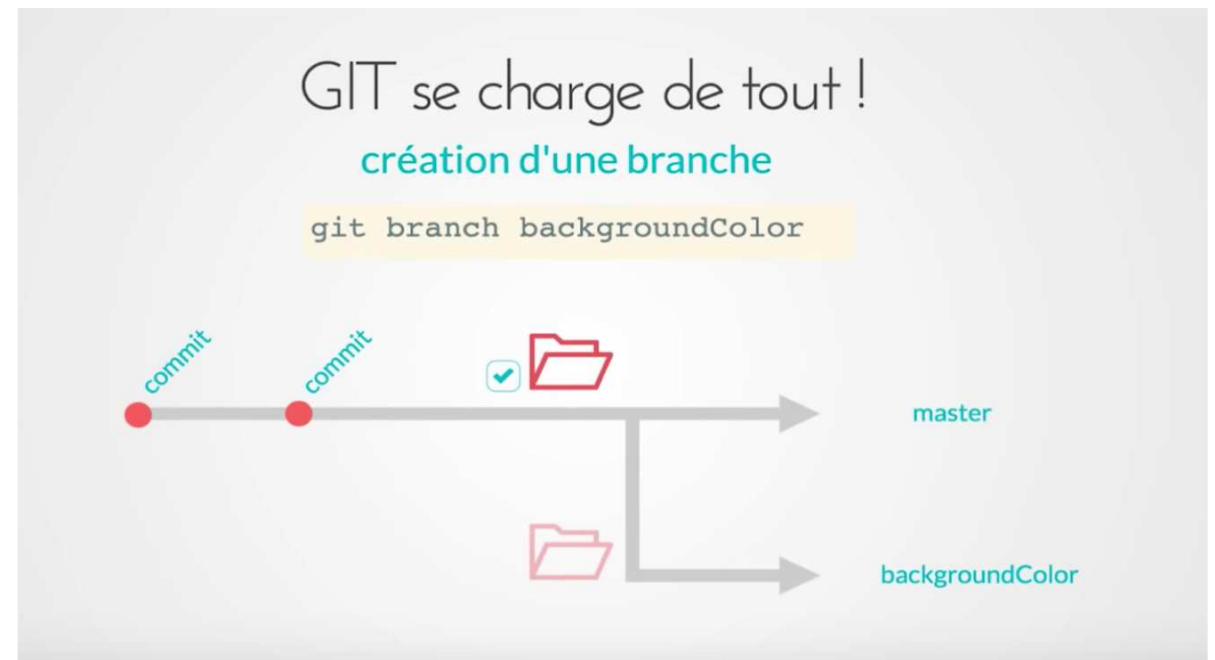 GIT se charge de tout !
création d'une branche
git branch backgroundColor
commit
commit
master
backgroundColor